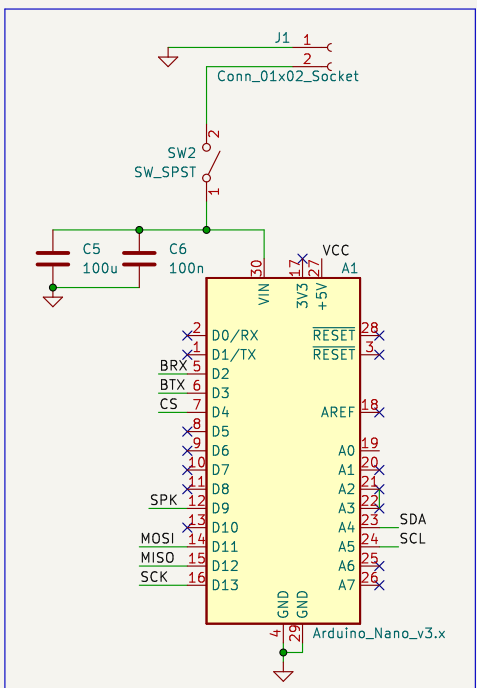 J1
1
2
Conn_01x02_Socket
2
SW2
SW_SPST
1
C5
100u
C6
100n
VCC
30
17
27
A1
VIN
3V3
+5V
2 D0/RX RESET 28
1 D1/TX RESET 3
BRX 5 D2
BTX 6 D3
CS 7 D4 AREF 18
8 D5
9 D6 A0 19
10 D7 A1 20
11 D8 A2 21
SPK 12 D9 A3 22
13 D10 A4 23 SDA
MOSI 14 D11 A5 24 SCL
MISO 15 D12 A6 25
SCK 16 D13 A7 26
GND
GND
4
29
Arduino_Nano_v3.x